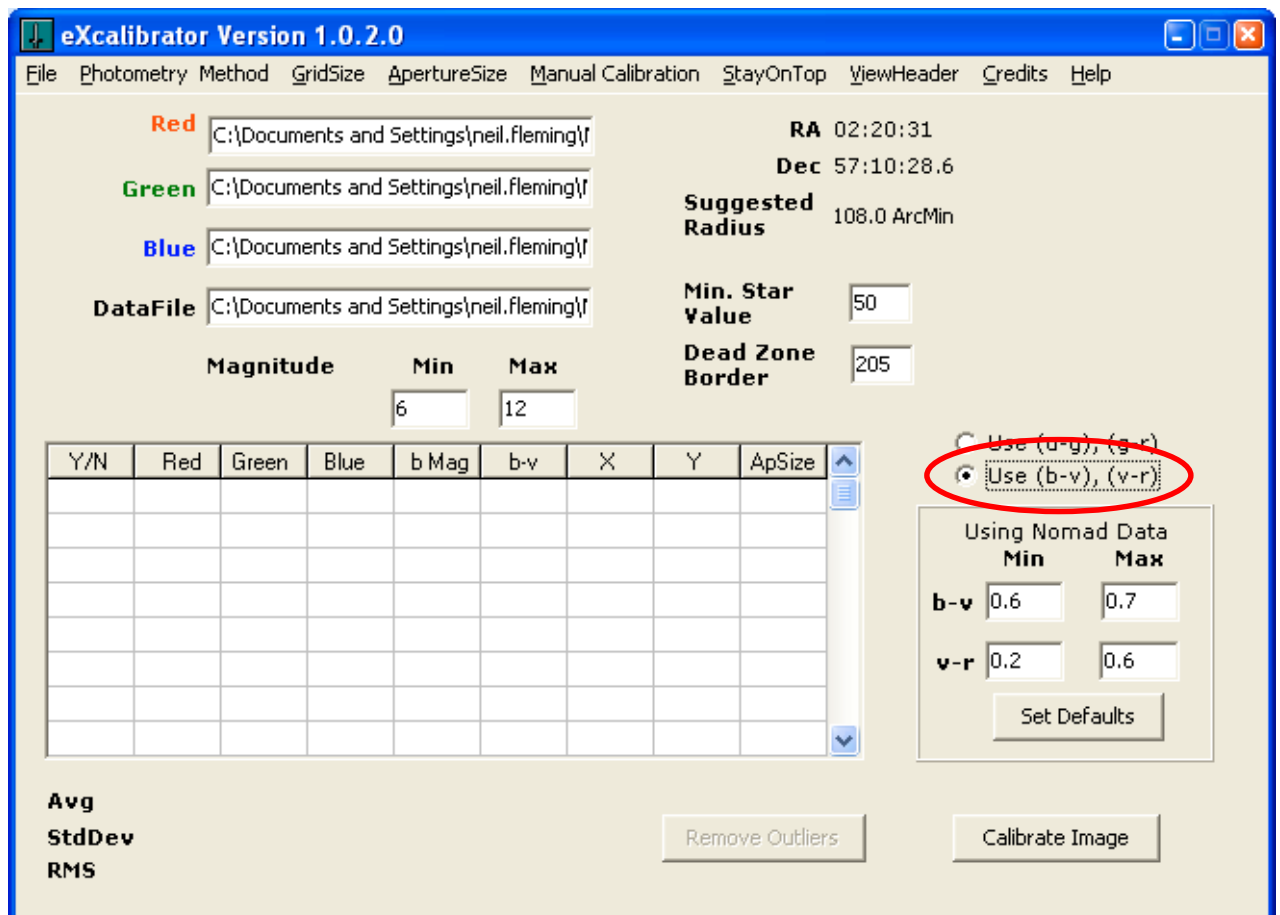 eXcalibrator Version 1.0.2.0
File Photometry Method GridSize ApertureSize Manual Calibration StayOnTop ViewHeader Credits Help
Red C:\Documents and Settings\neil.fleming\
RA 02:20:31
Green C:\Documents and Settings\neil.fleming\
Dec 57:10:28.6
Suggested Radius 108.0 ArcMin
Blue C:\Documents and Settings\neil.fleming\
DataFile C:\Documents and Settings\neil.fleming\
Min. Star Value 50
Magnitude Min Max
Dead Zone Border 205
6 12
Y/N Red Green Blue b Mag b-v X Y ApSize
Use (u-g), (g-r)
Use (b-v), (v-r)
Using Nomad Data
Min Max
b-v 0.6 0.7
v-r 0.2 0.6
Set Defaults
Avg
StdDev
RMS
Remove Outliers
Calibrate Image